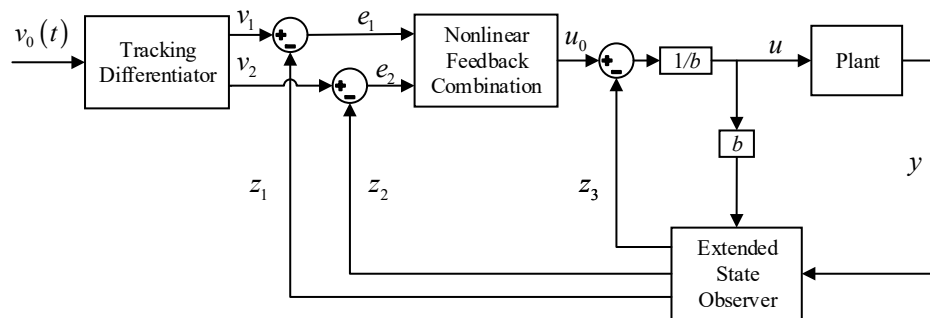 v₀(t)
Tracking
Differentiator
v₁
v₂
+
-
e₁
+
-
e₂
Nonlinear
Feedback
Combination
u₀
+
-
1/b
u
Plant
b
y
z₁
z₂
z₃
Extended
State
Observer